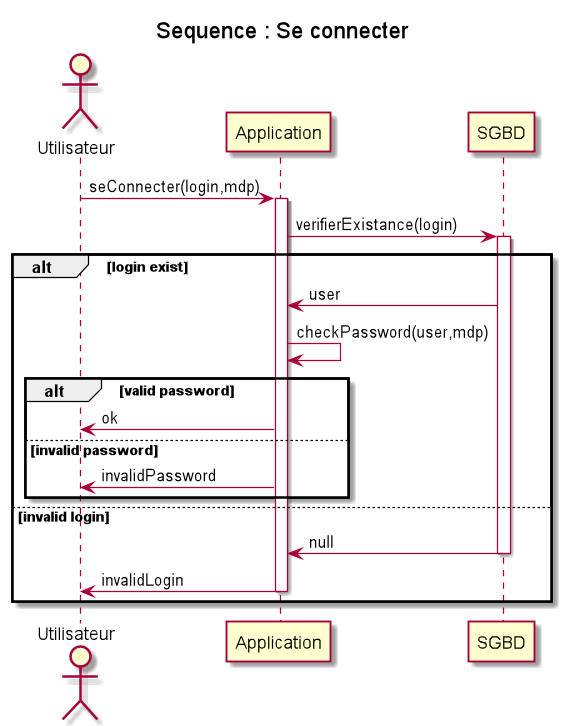 Sequence : Se connecter
Utilisateur
Application
SGBD
seConnecter(login,mdp)
verifierExistance(login)
alt
[login exist]
user
checkPassword(user,mdp)
alt
[valid password]
ok
[invalid password]
invalidPassword
[invalid login]
null
invalidLogin
Utilisateur
Application
SGBD